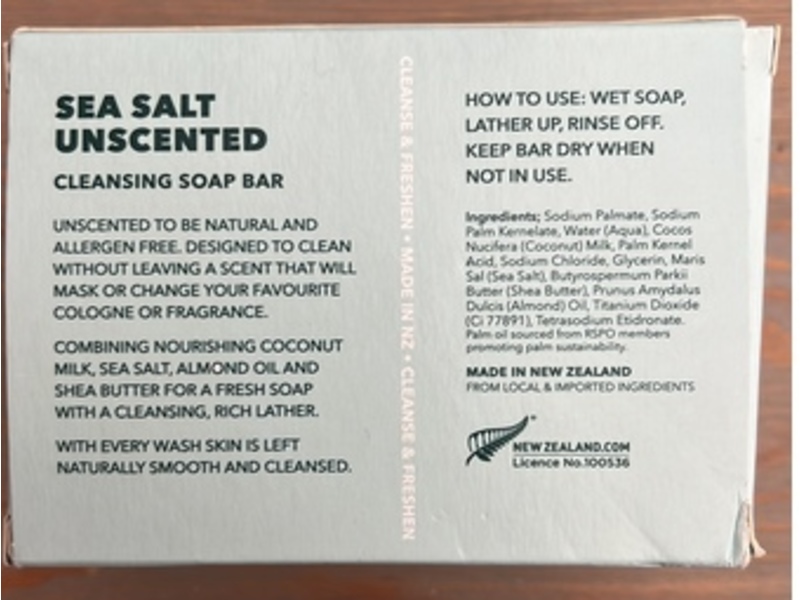 SEA SALT
UNSCENTED
CLEANSING SOAP BAR
UNSCENTED TO BE NATURAL AND
ALLERGEN FREE. DESIGNED TO CLEAN
WITHOUT LEAVING A SCENT THAT WILL
MASK OR CHANGE YOUR FAVOURITE
COLOGNE OR FRAGRANCE.
COMBINING NOURISHING COCONUT
MILK, SEA SALT, ALMOND OIL AND
SHEA BUTTER FOR A FRESH SOAP
WITH A CLEANSING, RICH LATHER.
WITH EVERY WASH SKIN IS LEFT
NATURALLY SMOOTH AND CLEANSED.
CLEANSE & FRESHEN • MADE IN NZ • CLEANSE & FRESHEN
HOW TO USE: WET SOAP,
LATHER UP, RINSE OFF.
KEEP BAR DRY WHEN
NOT IN USE.
Ingredients; Sodium Palmate, Sodium
Palm Kernelate, Water (Aqua), Cocos
Nucifera (Coconut) Milk, Palm Kernel
Acid, Sodium Chloride, Glycerin, Maris
Sal (Sea Salt), Butyrospermum Parkii
Butter (Shea Butter), Prunus Amydalus
Dulcis (Almond) Oil, Titanium Dioxide
(Ci 77891), Tetrasodium Etidronate.
Palm oil sourced from RSPO members
promoting palm sustainability.
MADE IN NEW ZEALAND
FROM LOCAL & IMPORTED INGREDIENTS
NEWZEALAND.COM
Licence No.100536